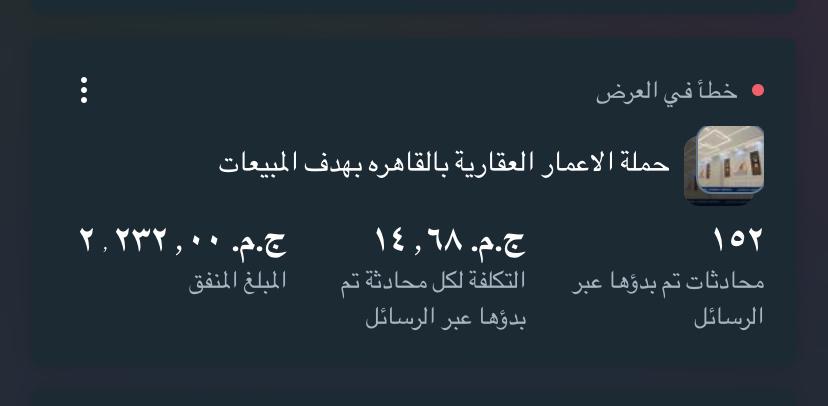 خطأ في العرض
حملة الاعمار العقارية بالقاهره بهدف المبيعات
١٥٢
محادثات تم بدؤها عبر
الرسائل
ج.م. ١٤,٦٨
التكلفة لكل محادثة تم
بدؤها عبر الرسائل
ج.م. ٢,٢٣٢,٠٠
المبلغ المنفق